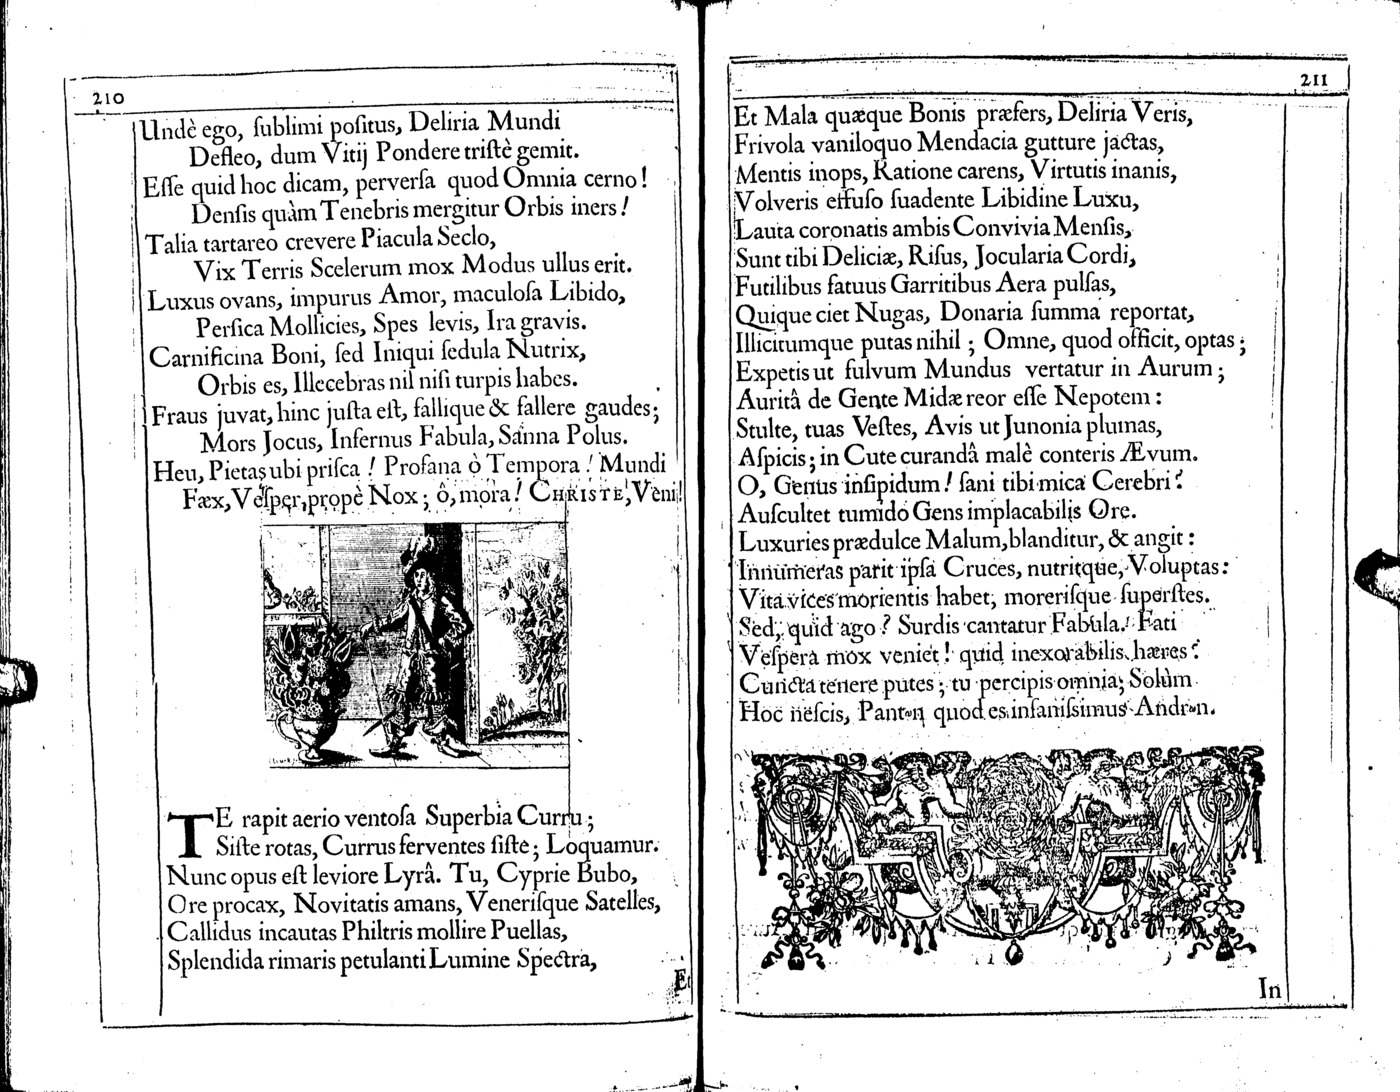 210
Undè ego, ſublimi poſitus, Deliria Mundi
Defleo, dum Vitij Pondere triſtè gemit.
Eſſe quid hoc dicam, perverſa quod Omnia cerno!
Denſis quàm Tenebris mergitur Orbis iners!
Talia tartareo crevere Piacula Seclo,
Vix Terris Scelerum mox Modus ullus erit.
Luxus ovans, impurus Amor, maculoſa Libido,
Perſica Mollicies, Spes levis, Ira gravis.
Carnificina Boni, ſed Iniqui ſedula Nutrix,
Orbis es, Illecebras nil niſi turpis habes.
Fraus juvat, hinc juſta eſt, fallique & fallere gaudes;
Mors Jocus, Infernus Fabula, Sanna Polus.
Heu, Pietas ubi priſca! Profana ò Tempora! Mundi
Fæx, Veſper, propè Nox; ô, mora! CHRISTE, Veni!
TE rapit aerio ventoſa Superbia Curru;
Siſte rotas, Currus ferventes ſiſte; Loquamur.
Nunc opus eſt leviore Lyrâ. Tu, Cyprie Bubo,
Ore procax, Novitatis amans, Veneriſque Satelles,
Callidus incautas Philtris mollire Puellas,
Splendida rimaris petulanti Lumine Spectra,
Et
211
Et Mala quæque Bonis præfers, Deliria Veris,
Frivola vaniloquo Mendacia gutture jactas,
Mentis inops, Ratione carens, Virtutis inanis,
Volveris effuſo ſuadente Libidine Luxu,
Lauta coronatis ambis Convivia Menſis,
Sunt tibi Deliciæ, Riſus, Jocularia Cordi,
Futilibus fatuus Garritibus Aera pulſas,
Quique ciet Nugas, Donaria ſumma reportat,
Illicitumque putas nihil; Omne, quod officit, optas;
Expetis ut fulvum Mundus vertatur in Aurum;
Auritâ de Gente Midæ reor eſſe Nepotem:
Stulte, tuas Veſtes, Avis ut Junonia plumas,
Aſpicis; in Cute curandâ malè conteris ÆVum.
O, Genus inſipidum! ſani tibi mica Cerebri?
Auſcultet tumido Gens implacabilis Ore.
Luxuries prædulce Malum, blanditur, & angit:
Innumeras parit ipſa Cruces, nutritque, Voluptas:
Vita vices morientis habet, moreriſque ſuperſtes.
Sed, quid ago? Surdis cantatur Fabula! Fati
Veſpera mox veniet! quid inexorabilis hæres?
Cuncta tenere putes; tu percipis omnia; Solùm
Hoc neſcis, Pantωη quod es inſaniſsimus Andrωn.
In